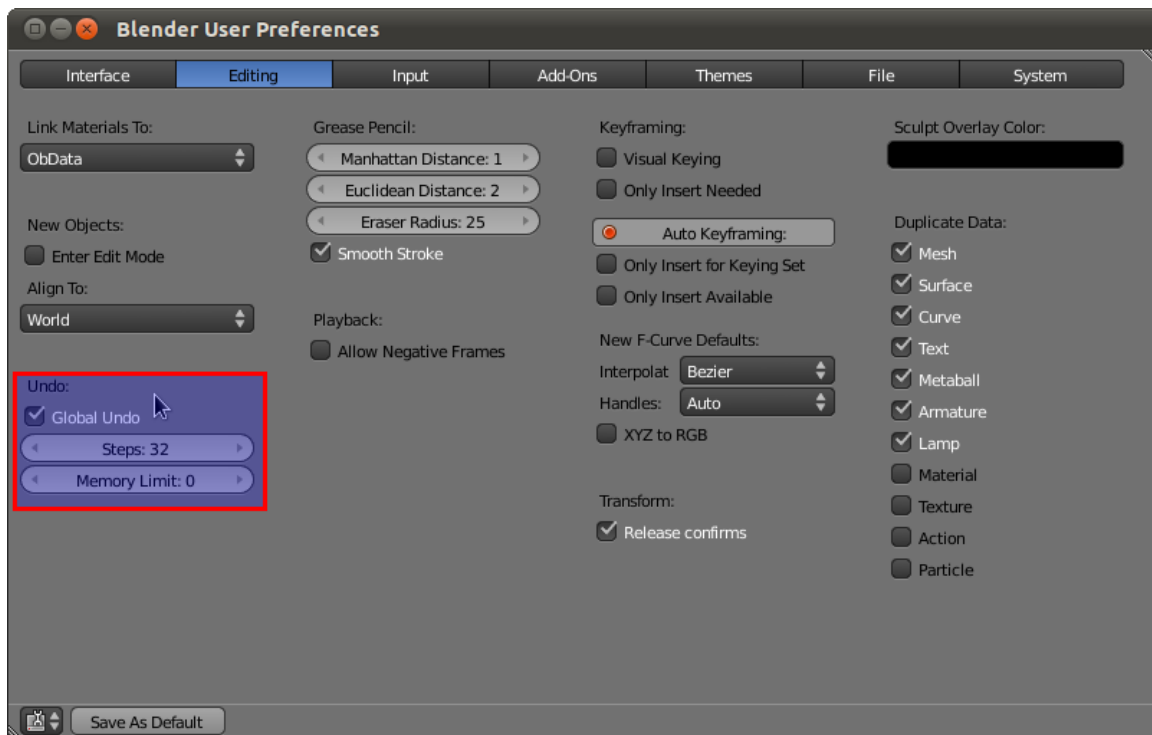 Blender User Preferences
Interface
Editing
Input
Add-Ons
Themes
File
System
Link Materials To:
ObData
New Objects:
Enter Edit Mode
Align To:
World
Undo:
Global Undo
Steps: 32
Memory Limit: 0
Grease Pencil:
Manhattan Distance: 1
Euclidean Distance: 2
Eraser Radius: 25
Smooth Stroke
Playback:
Allow Negative Frames
Keyframing:
Visual Keying
Only Insert Needed
Auto Keyframing:
Only Insert for Keying Set
Only Insert Available
New F-Curve Defaults:
Interpolat Bezier
Handles: Auto
XYZ to RGB
Transform:
Release confirms
Sculpt Overlay Color:
Duplicate Data:
Mesh
Surface
Curve
Text
Metaball
Armature
Lamp
Material
Texture
Action
Particle
Save As Default